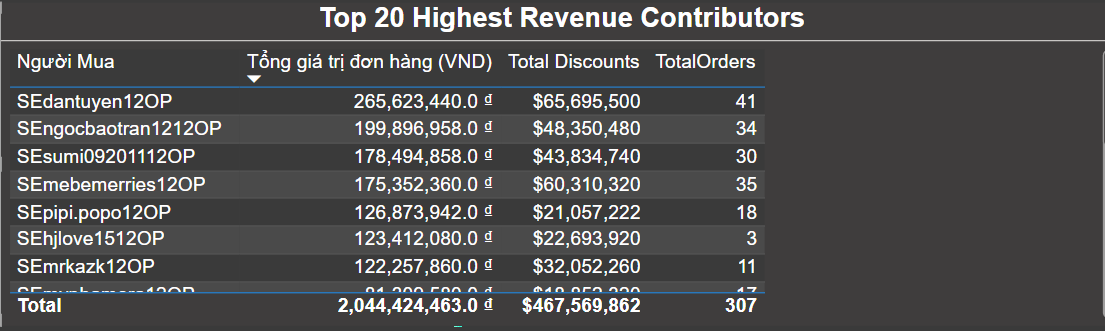 Top 20 Highest Revenue Contributors
Người Mua Tổng giá trị đơn hàng (VND) Total Discounts TotalOrders
SEdantuyen12OP 265,623,440.0 ₫ $65,695,500 41
SEngocbaotran1212OP 199,896,958.0 ₫ $48,350,480 34
SEsumi09201112OP 178,494,858.0 ₫ $43,834,740 30
SEmebemerries12OP 175,352,360.0 ₫ $60,310,320 35
SEpipi.popo12OP 126,873,942.0 ₫ $21,057,222 18
SEhjlove1512OP 123,412,080.0 ₫ $22,693,920 3
SEmrkazk12OP 122,257,860.0 ₫ $32,052,260 11
Total 2,044,424,463.0 ₫ $467,569,862 307